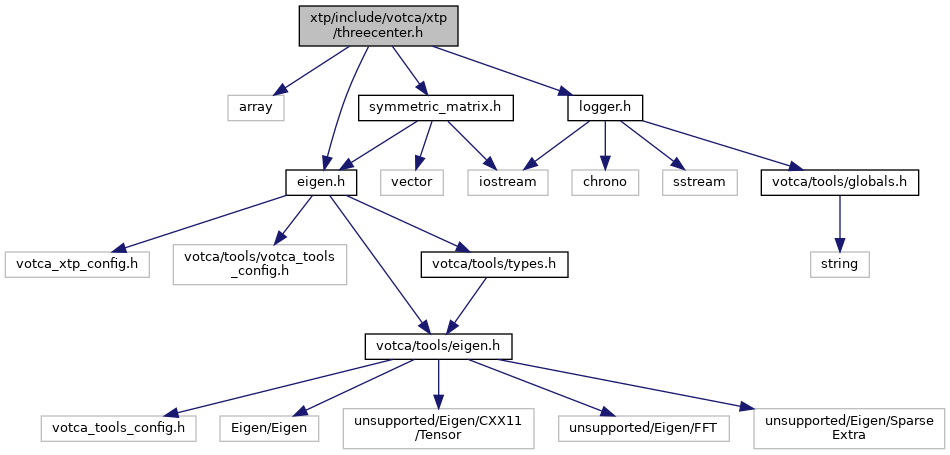 xtp/include/votca/xtp
/threecenter.h
array
symmetric_matrix.h
logger.h
eigen.h
vector
iostream
chrono
sstream
votca/tools/globals.h
votca_xtp_config.h
votca/tools/votca_tools
_config.h
votca/tools/types.h
string
votca/tools/eigen.h
votca_tools_config.h
Eigen/Eigen
unsupported/Eigen/CXX11
/Tensor
unsupported/Eigen/FFT
unsupported/Eigen/Sparse
Extra